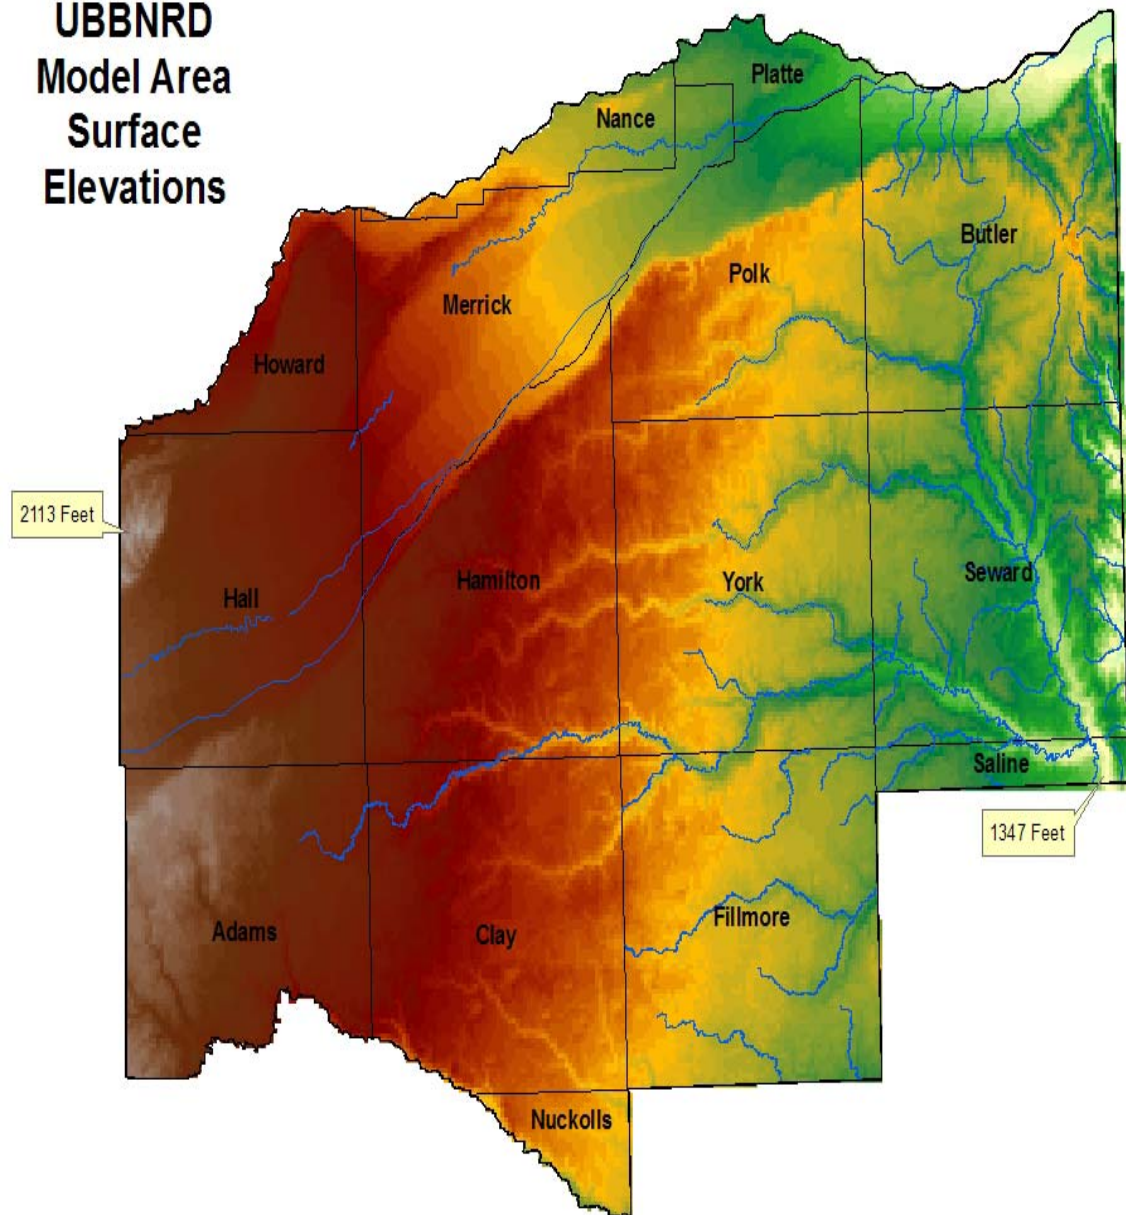 UBBNRD
Model Area
Surface
Elevations
Platte
Nance
Butler
Polk
Merrick
Howard
2113 Feet
Hamilton
York
Seward
Hall
Saline
1347 Feet
Fillmore
Adams
Clay
Nuckolls